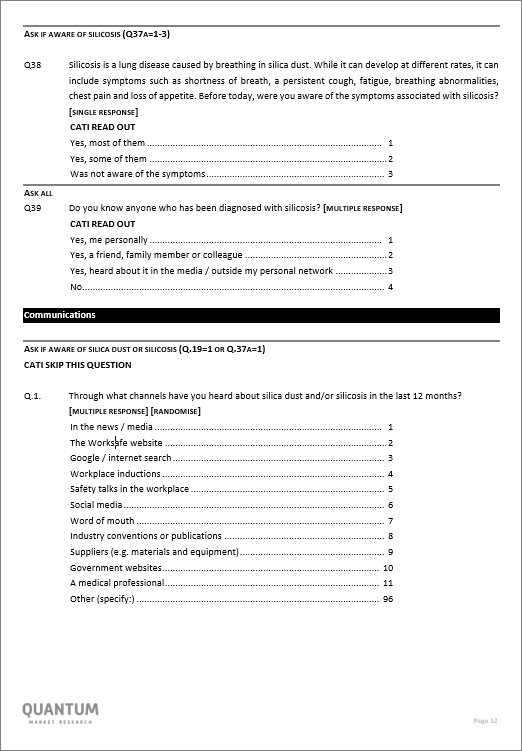 ASK IF AWARE OF SILICOSIS (Q37A=1-3)
Q38 Silicosis is a lung disease caused by breathing in silica dust. While it can develop at different rates, it can
include symptoms such as shortness of breath, a persistent cough, fatigue, breathing abnormalities,
chest pain and loss of appetite. Before today, were you aware of the symptoms associated with silicosis?
[SINGLE RESPONSE]
CATI READ OUT
Yes, most of them 1
Yes, some of them 2
Was not aware of the symptoms 3
ASK ALL
Q39 Do you know anyone who has been diagnosed with silicosis? [MULTIPLE RESPONSE]
CATI READ OUT
Yes, me personally 1
Yes, a friend, family member or colleague 2
Yes, heard about it in the media / outside my personal network 3
No 4
Communications
ASK IF AWARE OF SILICA DUST OR SILICOSIS (Q.19=1 OR Q.37A=1)
CATI SKIP THIS QUESTION
Q.1. Through what channels have you heard about silica dust and/or silicosis in the last 12 months?
[MULTIPLE RESPONSE] [RANDOMISE]
In the news / media 1
The Worksafe website 2
Google / internet search 3
Workplace inductions 4
Safety talks in the workplace 5
Social media 6
Word of mouth 7
Industry conventions or publications 8
Suppliers (e.g. materials and equipment) 9
Government websites 10
A medical professional 11
Other (specify:) 96
QUANTUM
MARKET RESEARCH
Page 12